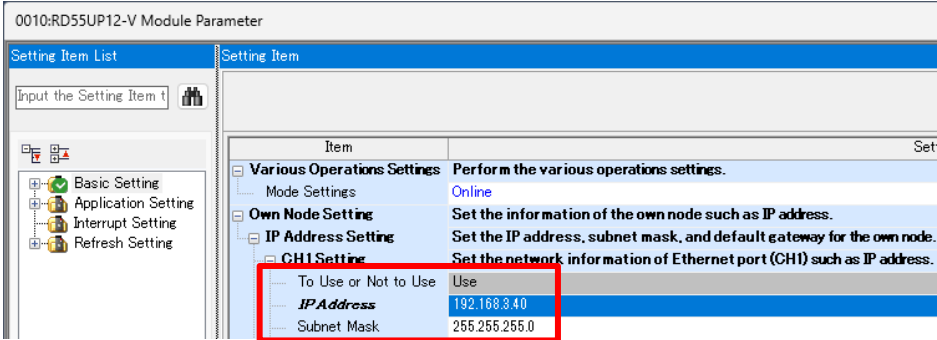 0010:RD55UP12-V Module Parameter
Setting Item List
Setting Item
Input the Setting Item t
Item
Set
Various Operations Settings Perform the various operations settings.
Mode Settings Online
Own Node Setting Set the information of the own node such as IP address.
IP Address Setting Set the IP address, subnet mask, and default gateway for the own node.
CH1 Setting Set the network information of Ethernet port (CH1) such as IP address.
To Use or Not to Use Use
IP Address 192.168.3.40
Subnet Mask 255.255.255.0
Basic Setting
Application Setting
Interrupt Setting
Refresh Setting